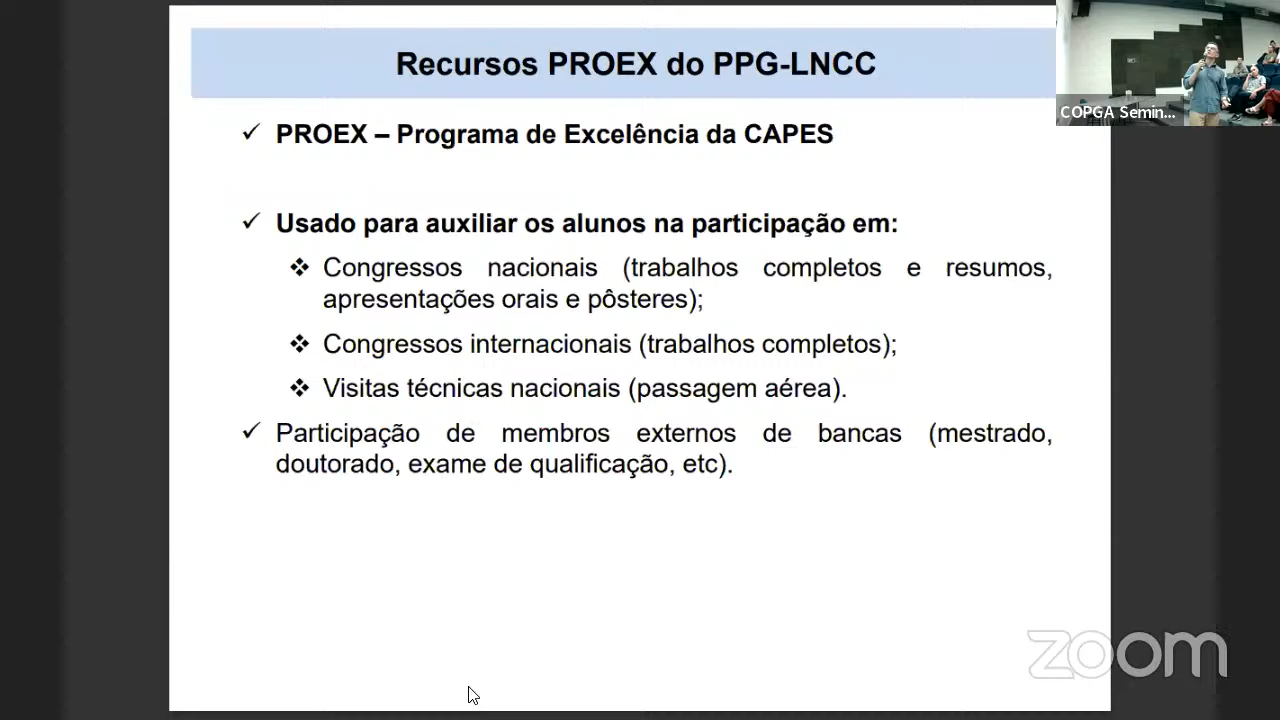 Recursos PROEX do PPG-LNCC
COPGA Semin...
✓ PROEX – Programa de Excelência da CAPES
✓ Usado para auxiliar os alunos na participação em:
❖ Congressos nacionais (trabalhos completos e resumos,
apresentações orais e pôsteres);
❖ Congressos internacionais (trabalhos completos);
❖ Visitas técnicas nacionais (passagem aérea).
✓ Participação de membros externos de bancas (mestrado,
doutorado, exame de qualificação, etc).
zoom